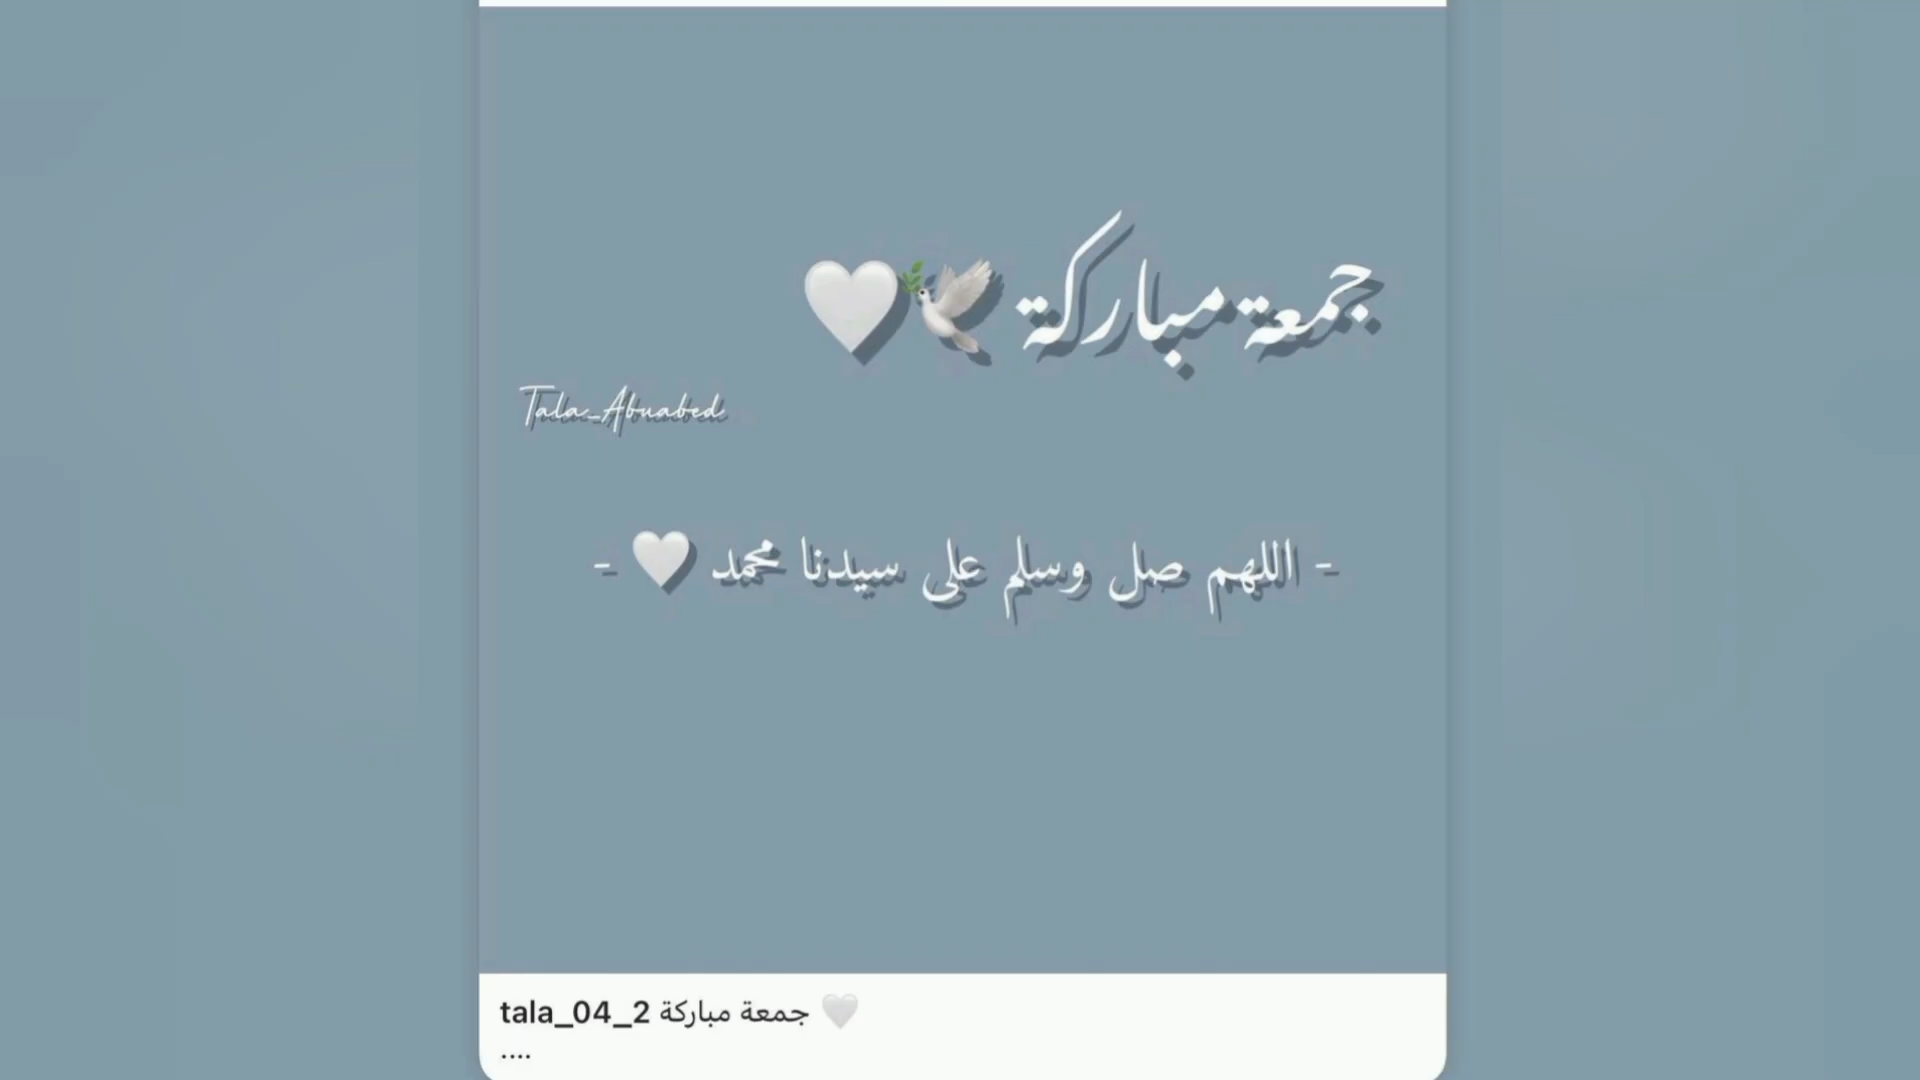 جمعة مباركة 🕊️🤍
Tala_Abuabed
- اللهم صل وسلم على سيدنا محمد 🤍 -
tala_04_2 جمعة مباركة 🤍
....